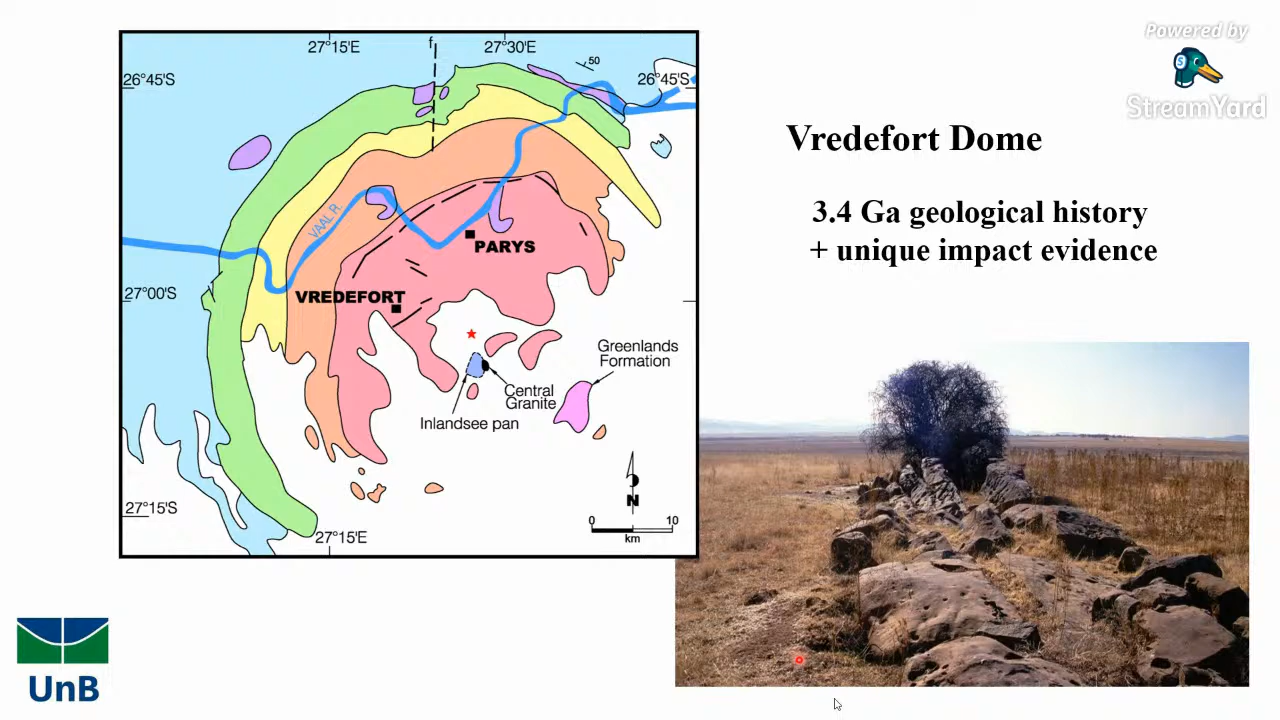 Powered by
StreamYard
27°15'E
f
27°30'E
50
26°45'S
26°45'S
VAAL R.
PARYS
27°00'S
VREDEFORT
Greenlands
Formation
Central
Granite
Inlandsee pan
N
27°15'S
0
10
km
27°15'E
Vredefort Dome
3.4 Ga geological history
+ unique impact evidence
UnB